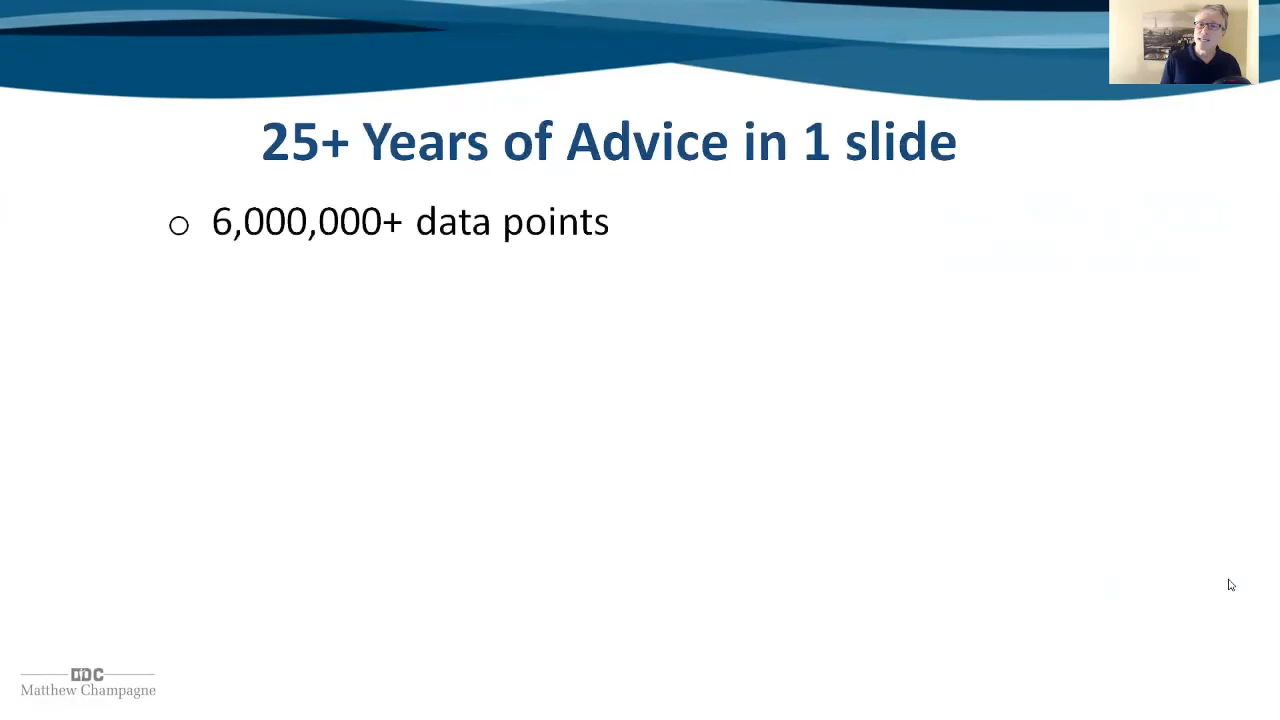 25+ Years of Advice in 1 slide
6,000,000+ data points
Matthew Champagne